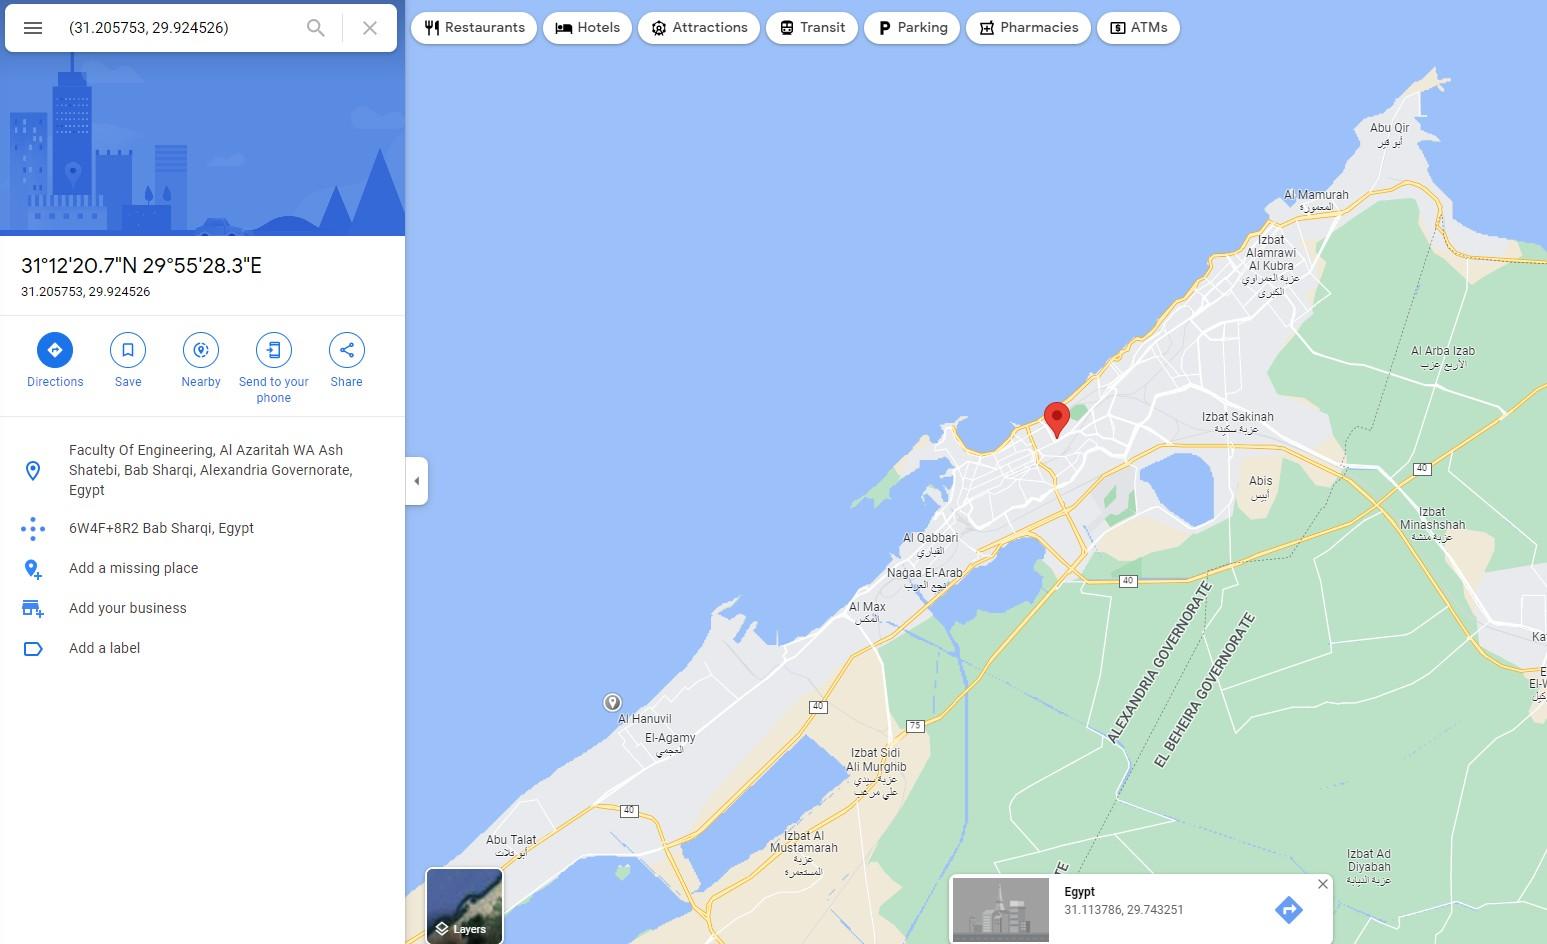 (31.205753, 29.924526)
Restaurants
Hotels
Attractions
Transit
Parking
Pharmacies
ATMs
31°12'20.7"N 29°55'28.3"E
31.205753, 29.924526
Directions
Save
Nearby
Send to your
phone
Share
Faculty Of Engineering, Al Azaritah WA Ash
Shatebi, Bab Sharqi, Alexandria Governorate,
Egypt
6W4F+8R2 Bab Sharqi, Egypt
Add a missing place
Add your business
Add a label
Abu Qir
أبو قير
Al Mamurah
المعمورة
Izbat
Alamrawi
Al Kubra
عزبة العمراوي
الكبرى
Al Arba Izab
الأربع عزب
Izbat Sakinah
عزبة سكينة
40
Abis
أبيس
Izbat
Minashshah
عزبة منشة
Al Qabbari
القباري
Nagaa El-Arab
نجع العرب
40
Al Max
المكس
ALEXANDRIA GOVERNORATE
EL BEHEIRA GOVERNORATE
40
75
Al Hanuvil
El-Agamy
العجمي
Izbat Sidi
Ali Murghib
عزبة سيدي
علي مرغب
40
Abu Talat
أبو تلات
Izbat Al
Mustamarah
عزبة
المستعمرة
Izbat Ad
Diyabah
عزبة الديابة
Layers
Egypt
31.113786, 29.743251